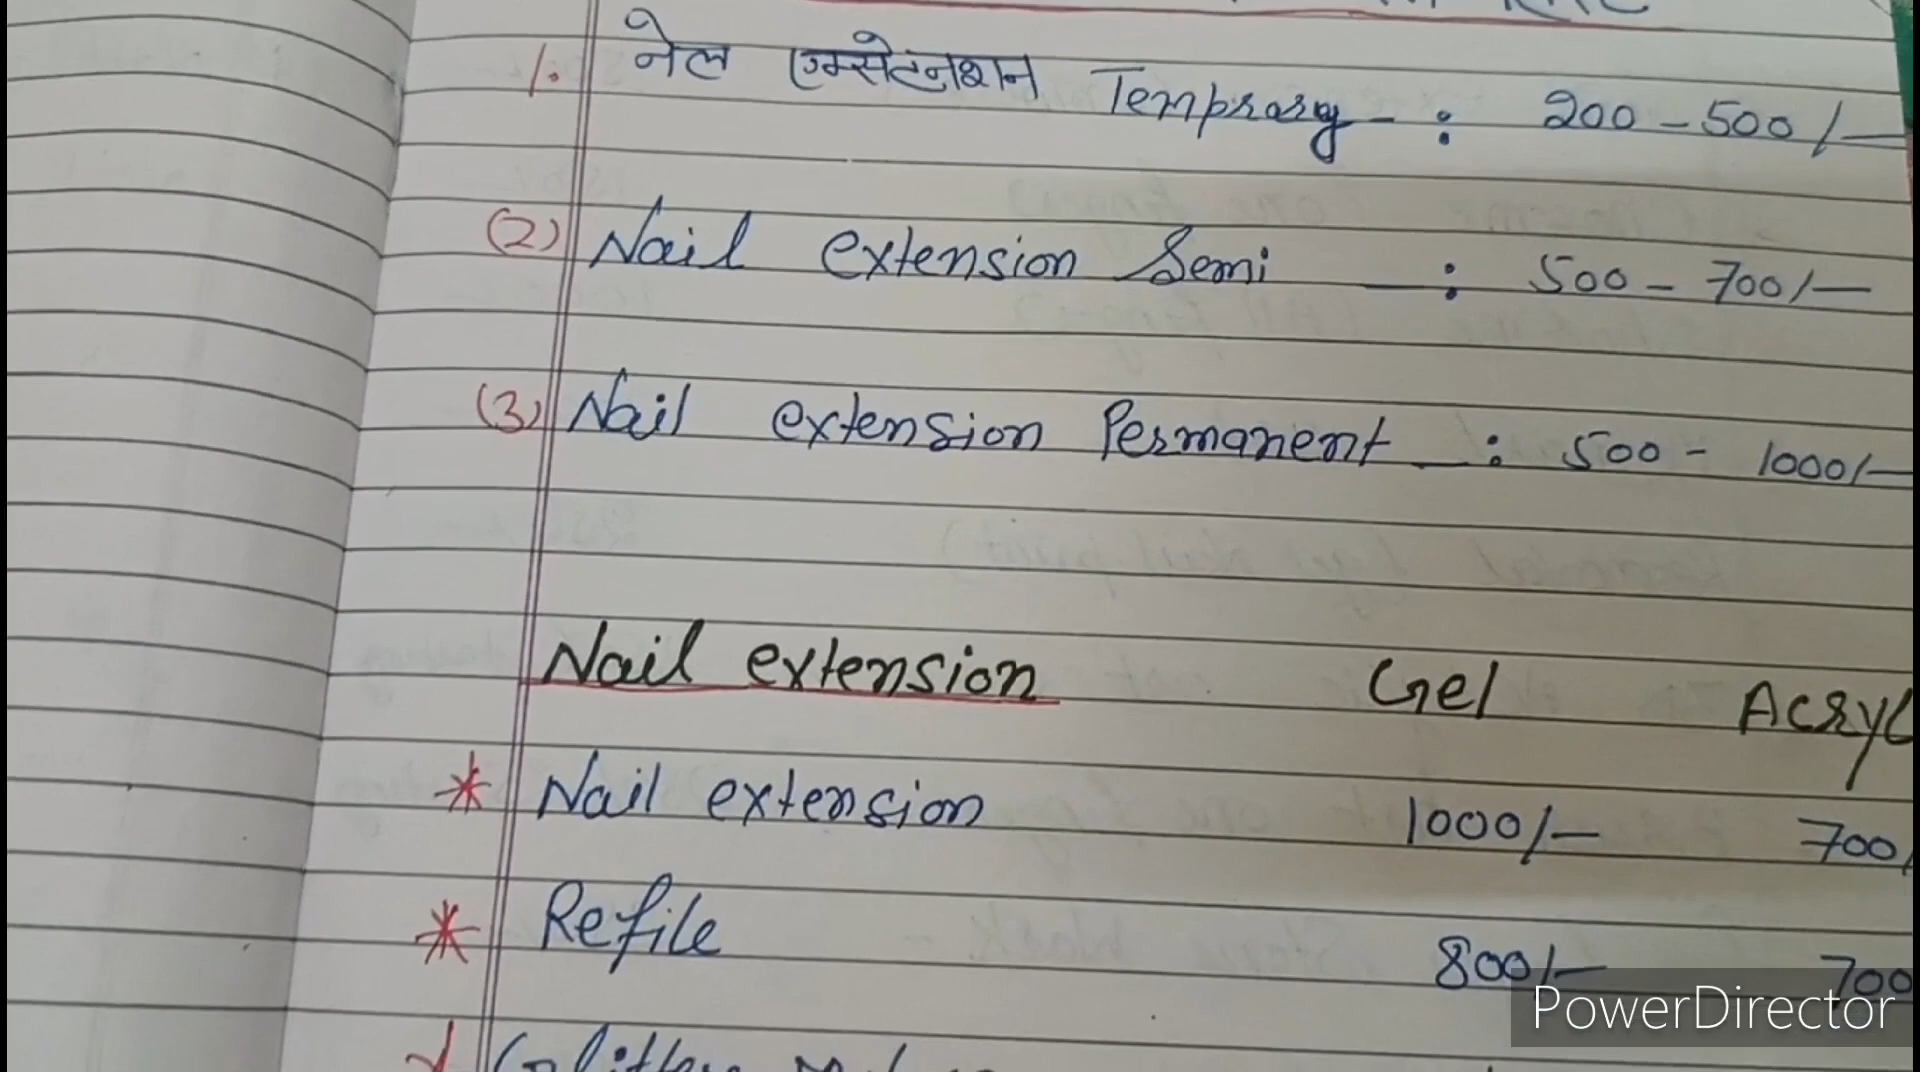 1. नेल एक्सटेनशन Temprary - : 200 - 500/-
(2) Nail extension Semi - : 500 - 700/-
(3) Nail extension Permanent - : 500 - 1000/-
Nail extension Gel Acryl
* Nail extension 1000/- 700/
* Refile 800/- 700
PowerDirector